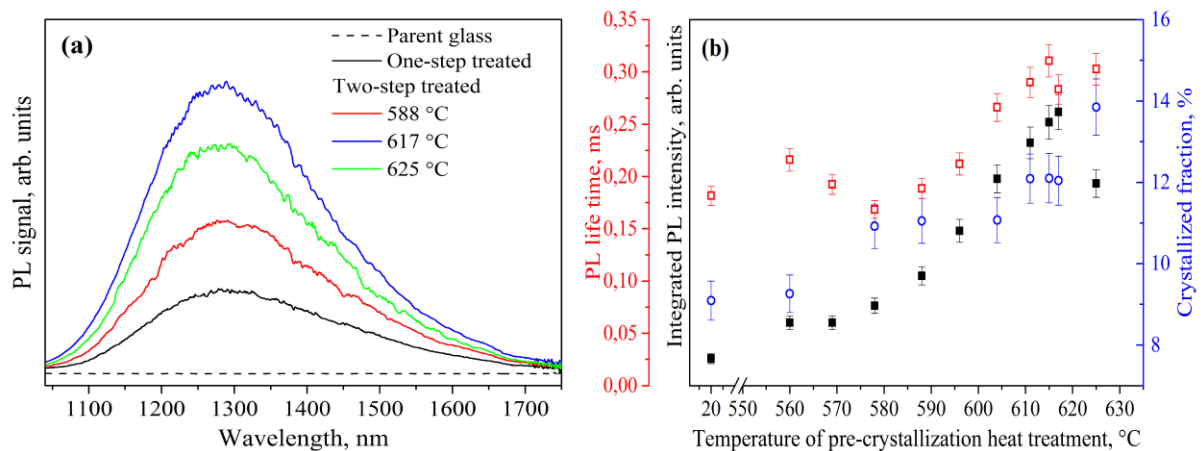 (a)
Parent glass
One-step treated
Two-step treated
588 °C
617 °C
625 °C
PL signal, arb. units
1100 1200 1300 1400 1500 1600 1700
Wavelength, nm
0,35
0,30
0,25
0,20
0,15
0,10
0,05
0,00
PL life time, ms
Integrated PL intensity, arb. units
(b)
16
14
12
10
8
Crystallized fraction, %
20 550 560 570 580 590 600 610 620 630
Temperature of pre-crystallization heat treatment, °C